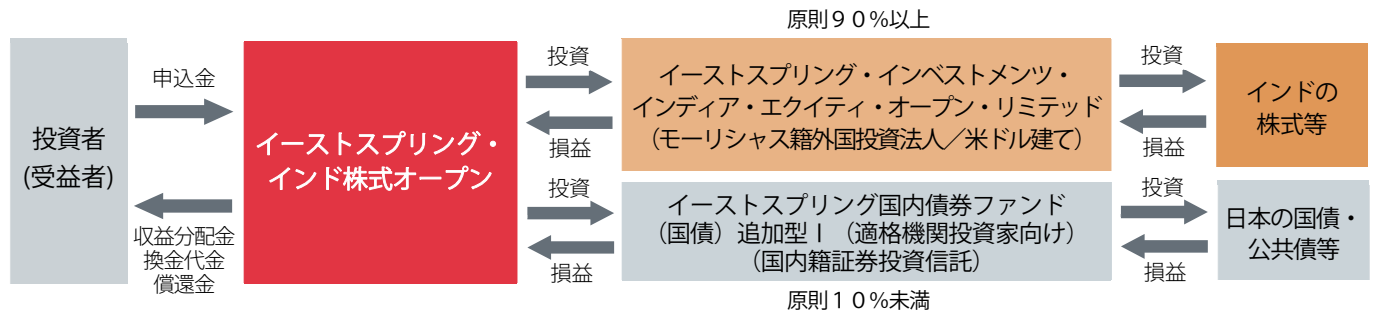 原則９０％以上
投資者
(受益者)
申込金
収益分配金
換金代金
償還金
イーストスプリング・
インド株式オープン
投資
損益
投資
損益
イーストスプリング・インベストメンツ・
インディア・エクイティ・オープン・リミテッド
（モーリシャス籍外国投資法人／米ドル建て）
イーストスプリング国内債券ファンド
（国債）追加型Ⅰ（適格機関投資家向け）
（国内籍証券投資信託）
原則１０％未満
投資
損益
投資
損益
インドの
株式等
日本の国債・
公共債等